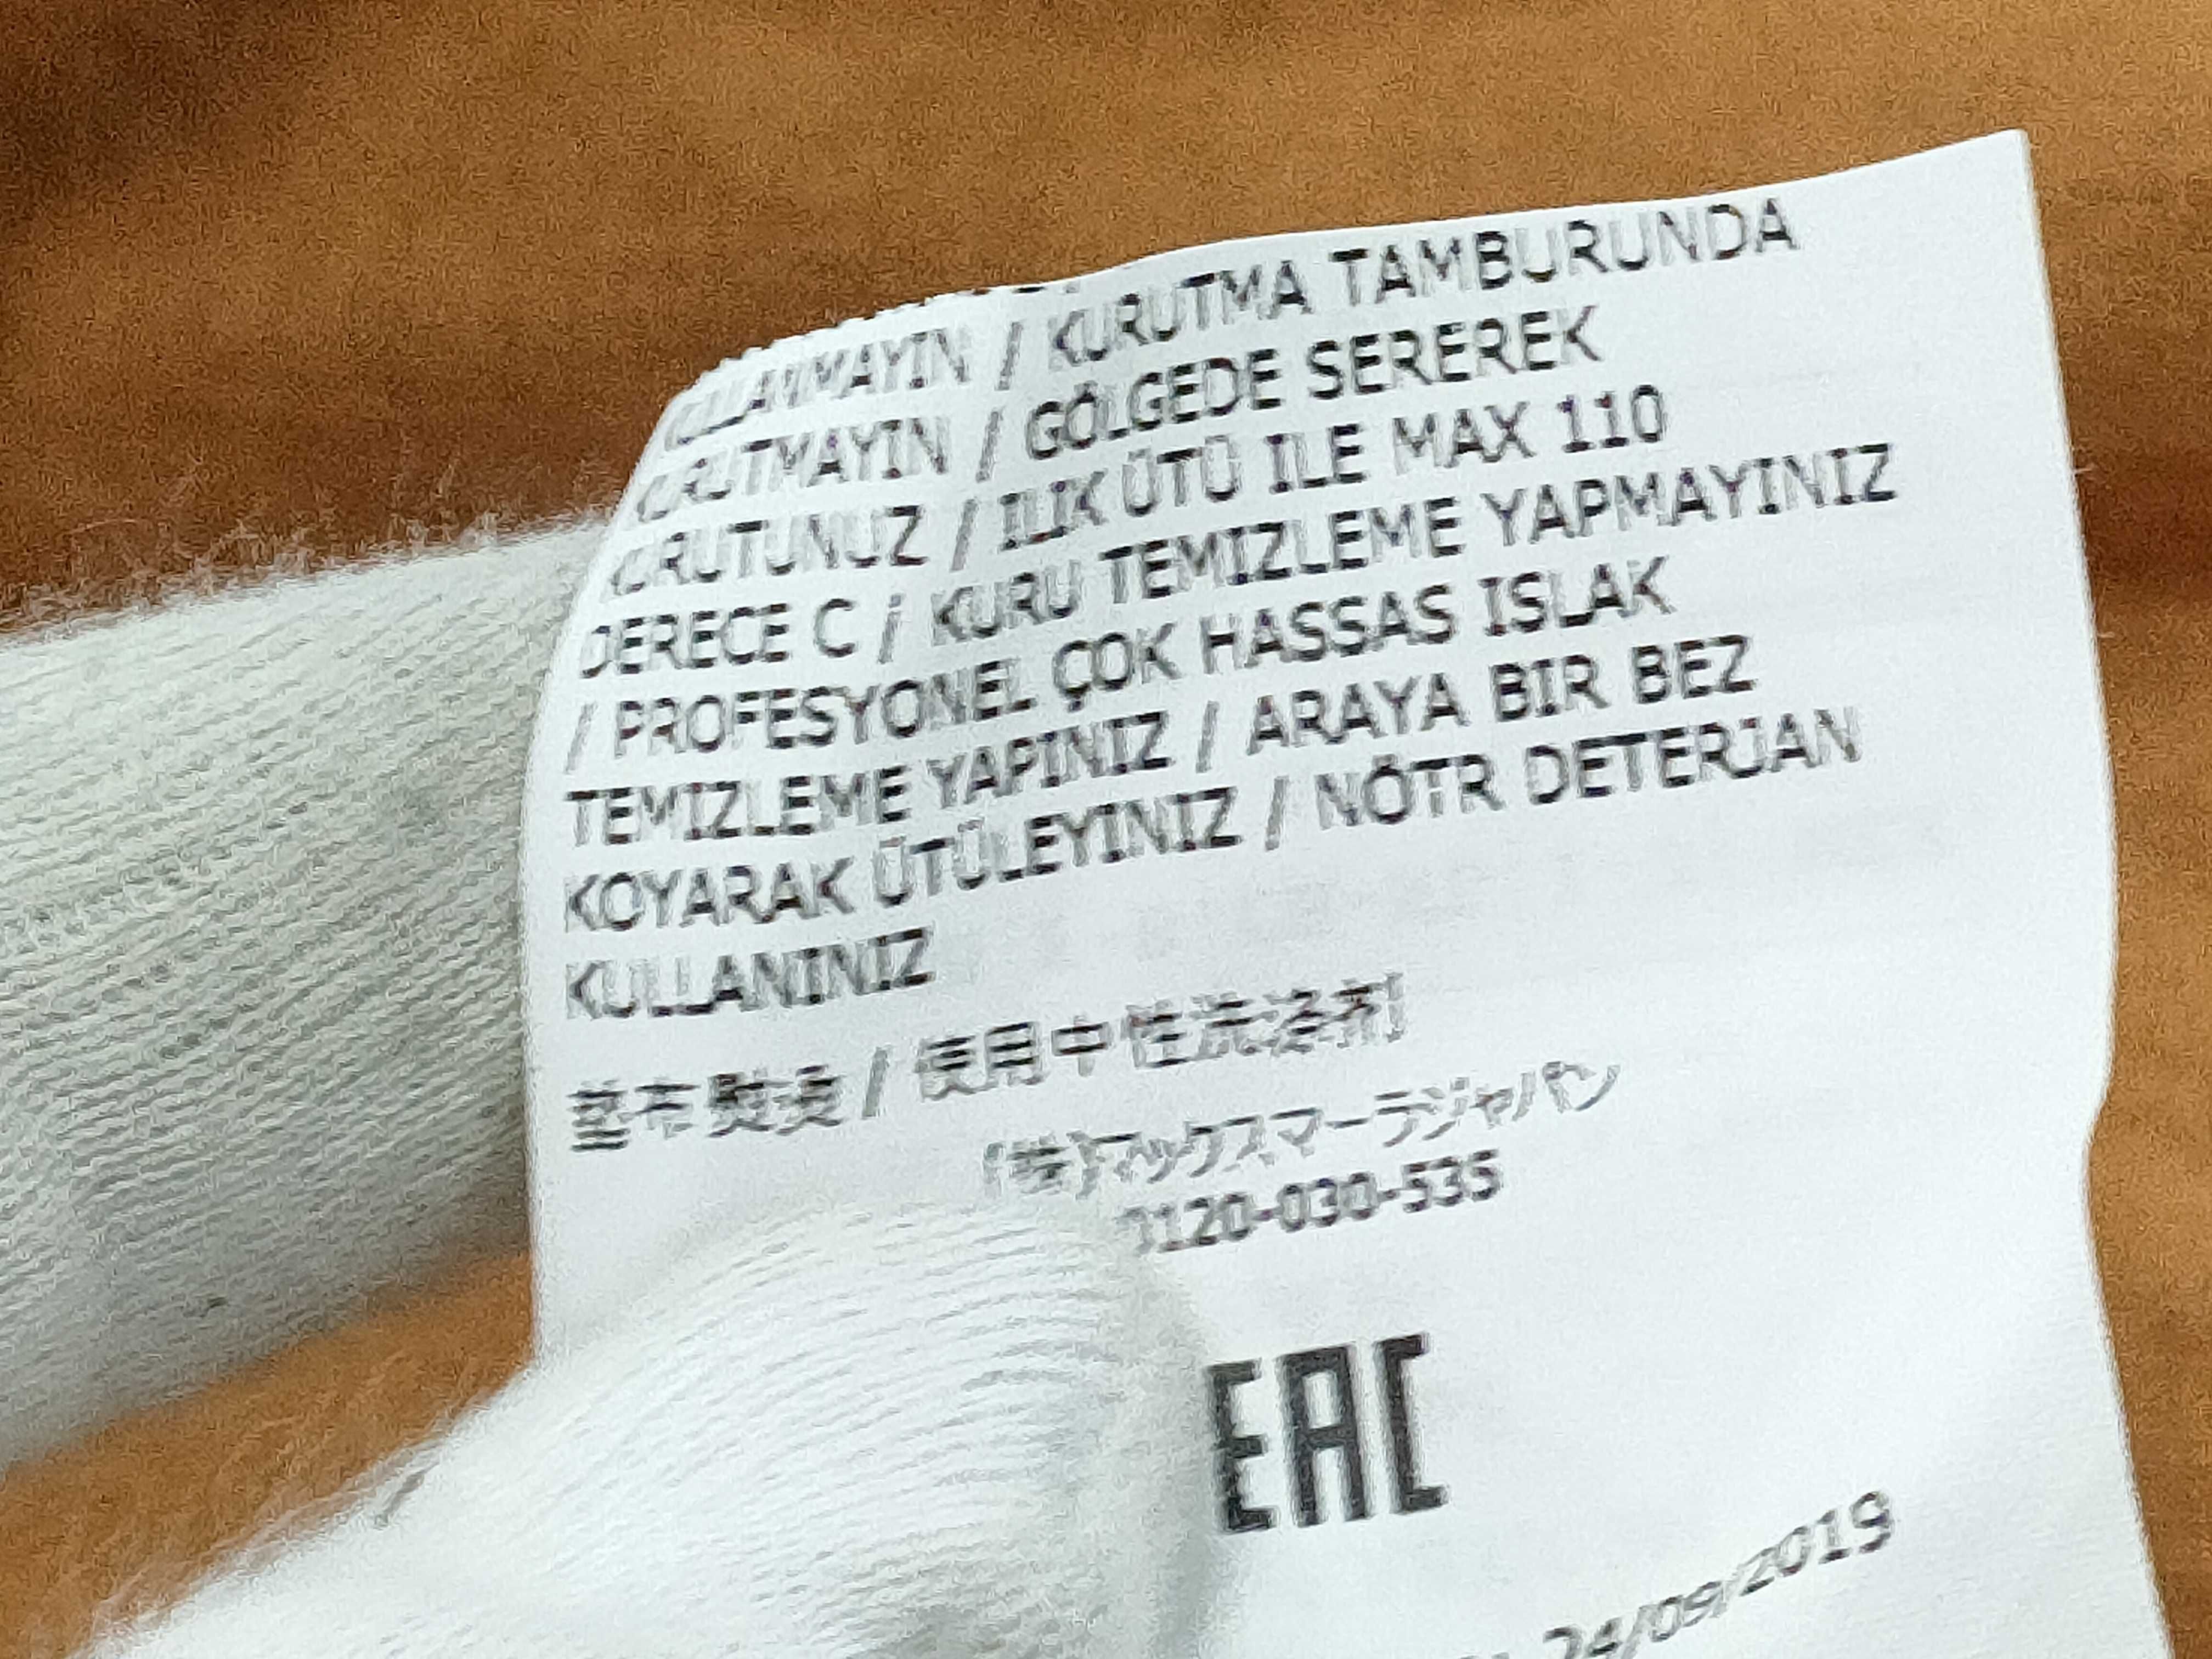 KULLANMAYIN / KURUTMA TAMBURUNDA
KURUTMAYIN / GÖLGEDE SEREREK
KURUTUNUZ / ILIK ÜTÜ ILE MAX 110
DERECE C / KURU TEMIZLEME YAPMAYINIZ
/ PROFESYONEL ÇOK HASSAS ISLAK
TEMIZLEME YAPINIZ / ARAYA BIR BEZ
KOYARAK ÜTÜLEYINIZ / NÖTR DETERJAN
KULLANINIZ
垫布熨烫 / 使用中性洗涤剂
(株)マックスマーラジャパン
0120-030-535
EAC
24/09/2019